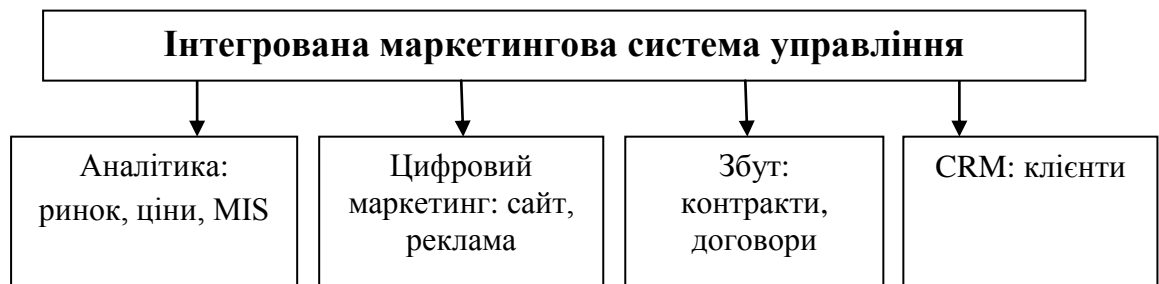 Інтегрована маркетингова система управління
Аналітика:
ринок, ціни, MIS
Цифровий
маркетинг: сайт,
реклама
Збут:
контракти,
договори
CRM: клієнти